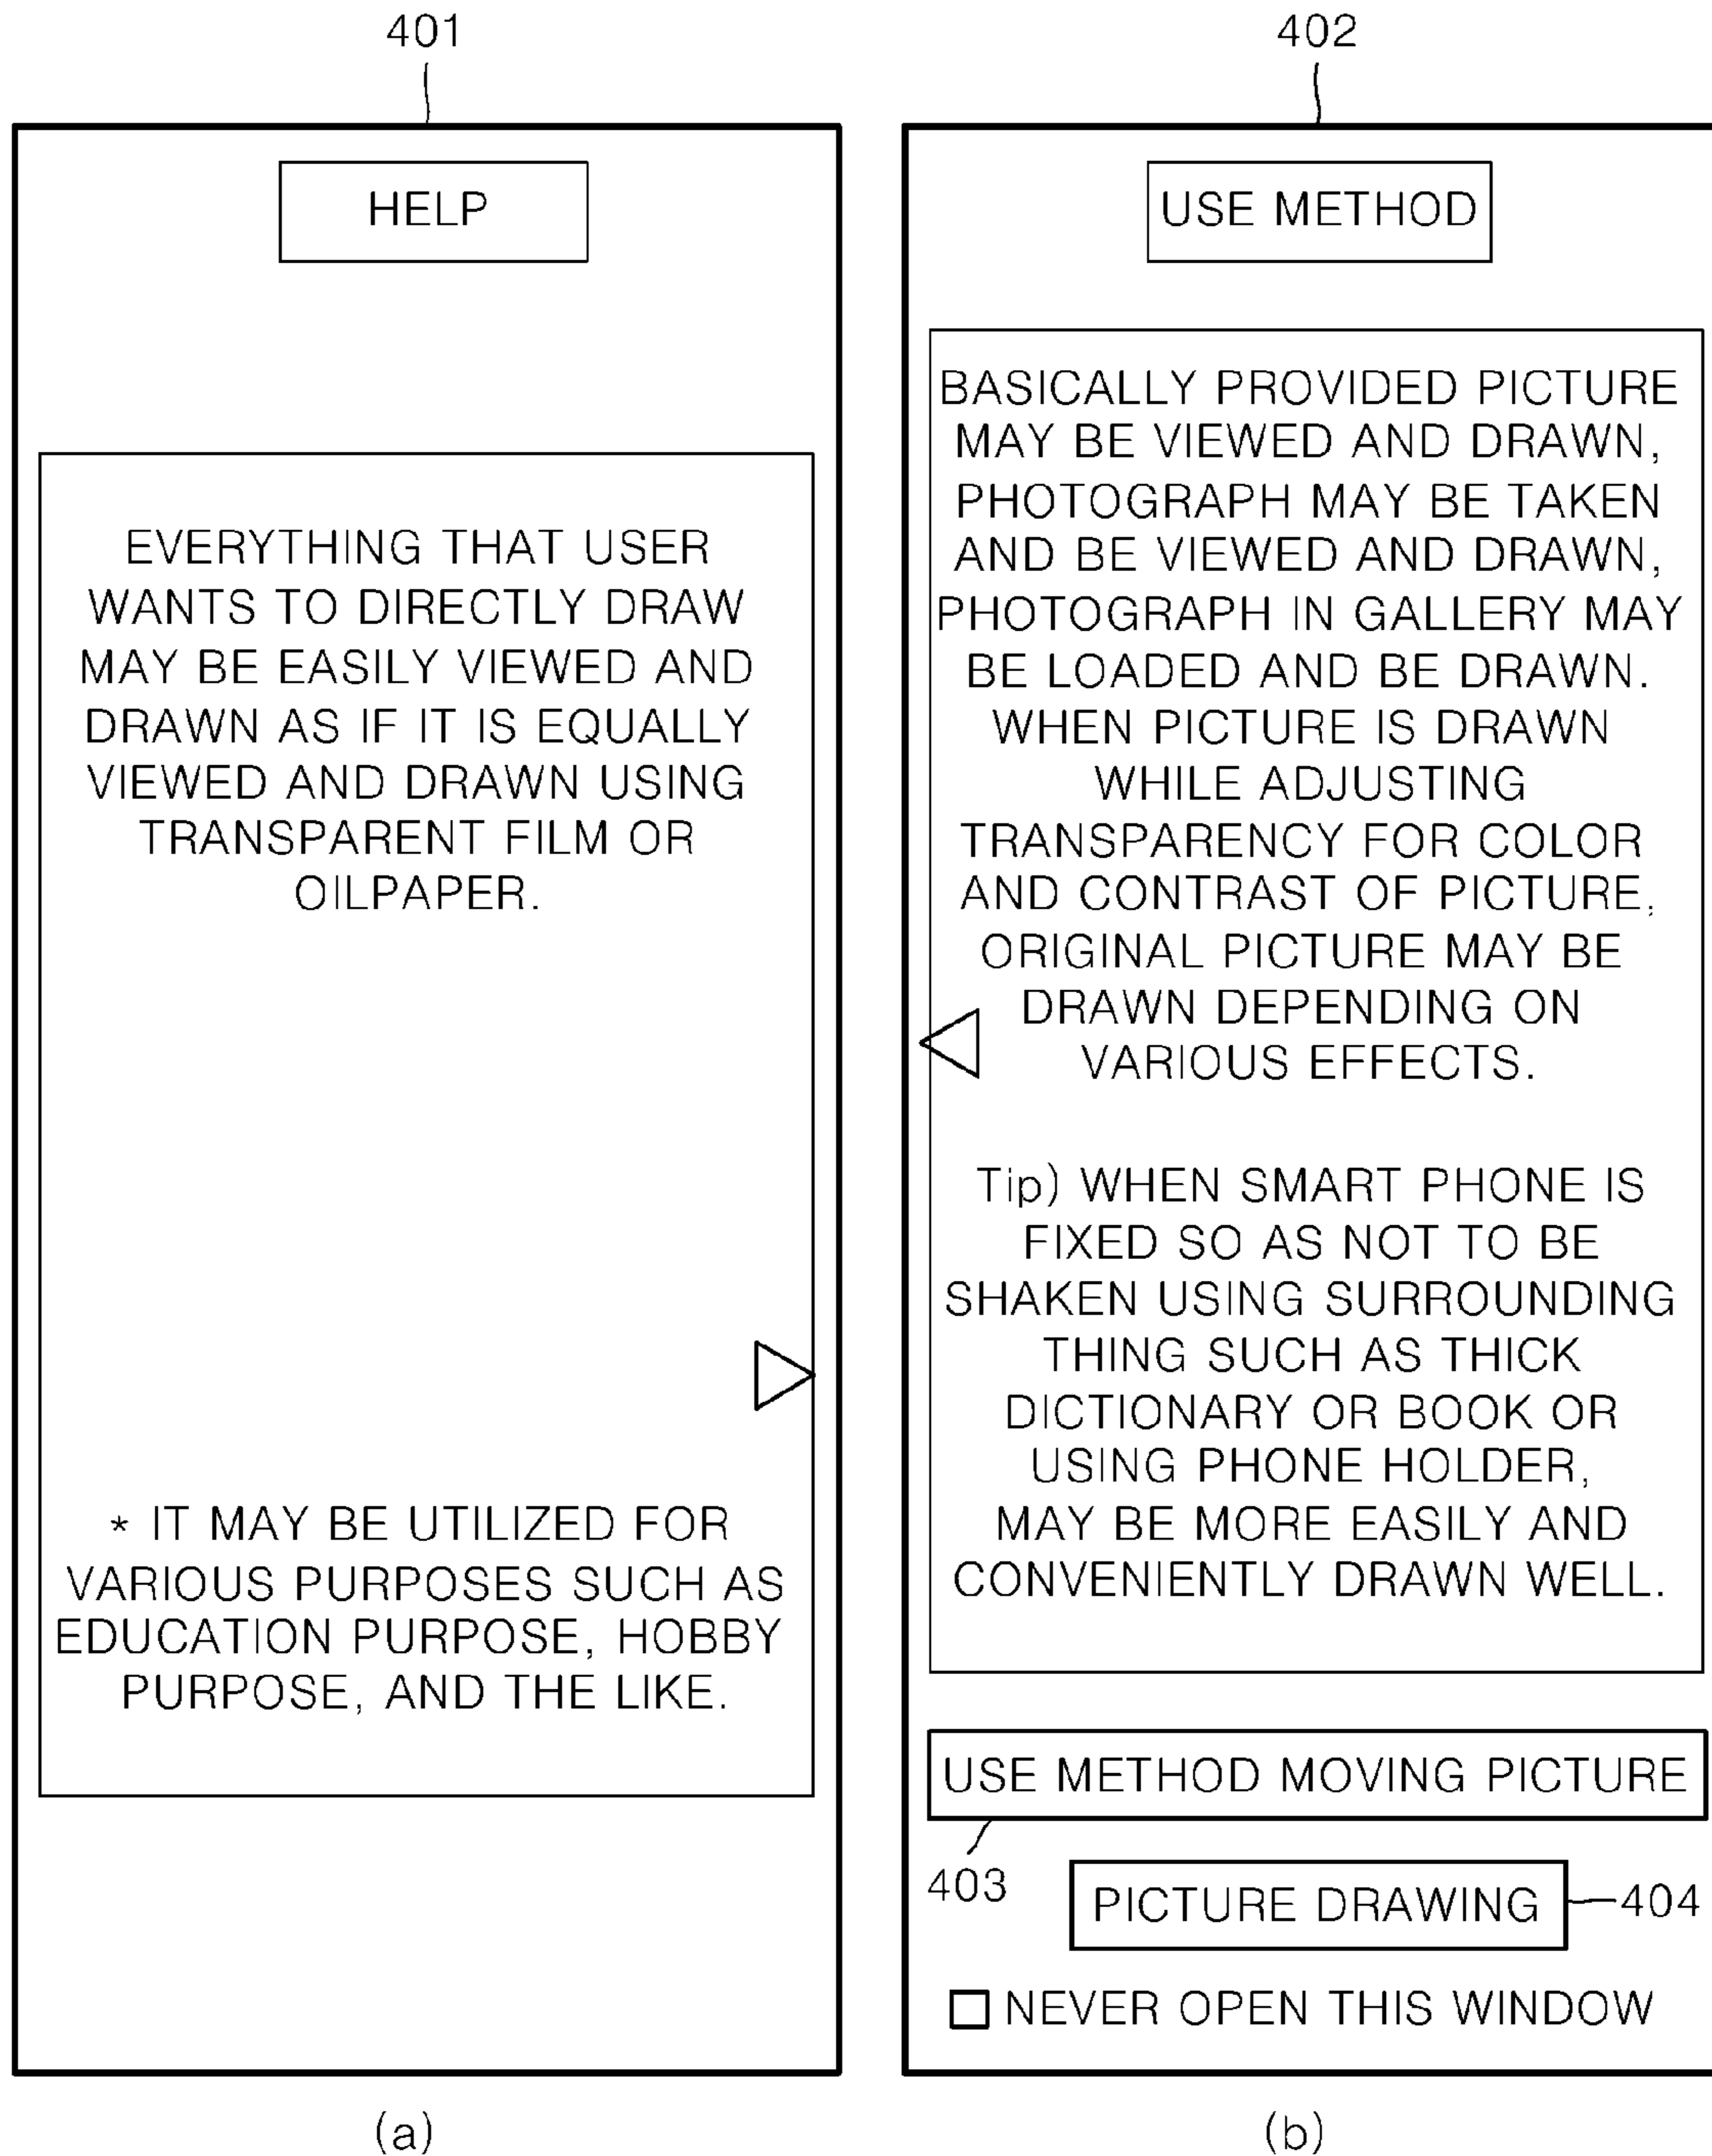 401
HELP
EVERYTHING THAT USER
WANTS TO DIRECTLY DRAW
MAY BE EASILY VIEWED AND
DRAWN AS IF IT IS EQUALLY
VIEWED AND DRAWN USING
TRANSPARENT FILM OR
OILPAPER.
* IT MAY BE UTILIZED FOR
VARIOUS PURPOSES SUCH AS
EDUCATION PURPOSE, HOBBY
PURPOSE, AND THE LIKE.
(a)
402
USE METHOD
BASICALLY PROVIDED PICTURE
MAY BE VIEWED AND DRAWN,
PHOTOGRAPH MAY BE TAKEN
AND BE VIEWED AND DRAWN,
PHOTOGRAPH IN GALLERY MAY
BE LOADED AND BE DRAWN.
WHEN PICTURE IS DRAWN
WHILE ADJUSTING
TRANSPARENCY FOR COLOR
AND CONTRAST OF PICTURE,
ORIGINAL PICTURE MAY BE
DRAWN DEPENDING ON
VARIOUS EFFECTS.
Tip) WHEN SMART PHONE IS
FIXED SO AS NOT TO BE
SHAKEN USING SURROUNDING
THING SUCH AS THICK
DICTIONARY OR BOOK OR
USING PHONE HOLDER,
MAY BE MORE EASILY AND
CONVENIENTLY DRAWN WELL.
USE METHOD MOVING PICTURE
403
PICTURE DRAWING
404
NEVER OPEN THIS WINDOW
(b)